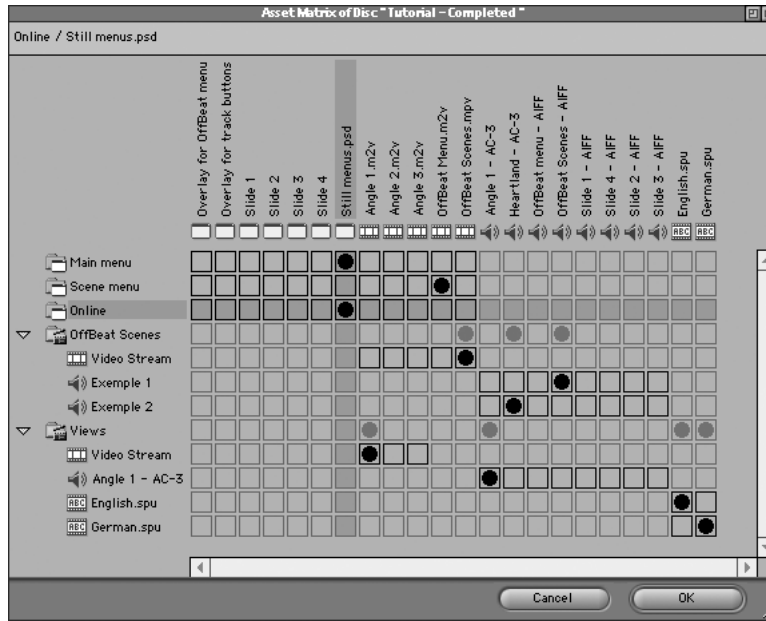 Asset Matrix of Disc "Tutorial – Completed "
Online / Still menus.psd
Overlay for OffBeat menu
Overlay for track buttons
Slide 1
Slide 2
Slide 3
Slide 4
Still menus.psd
Angle 1.m2v
Angle 2.m2v
Angle 3.m2v
OffBeat Menu.m2v
OffBeat Scenes.mpv
Angle 1 – AC-3
Heartland – AC-3
OffBeat menu – AIFF
OffBeat Scenes – AIFF
Slide 1 – AIFF
Slide 4 – AIFF
Slide 2 – AIFF
Slide 3 – AIFF
English.spu
German.spu
ABC ABC
Main menu
Scene menu
Online
OffBeat Scenes
Video Stream
Exemple 1
Exemple 2
Views
Video Stream
Angle 1 – AC-3
ABC English.spu
ABC German.spu
Cancel OK